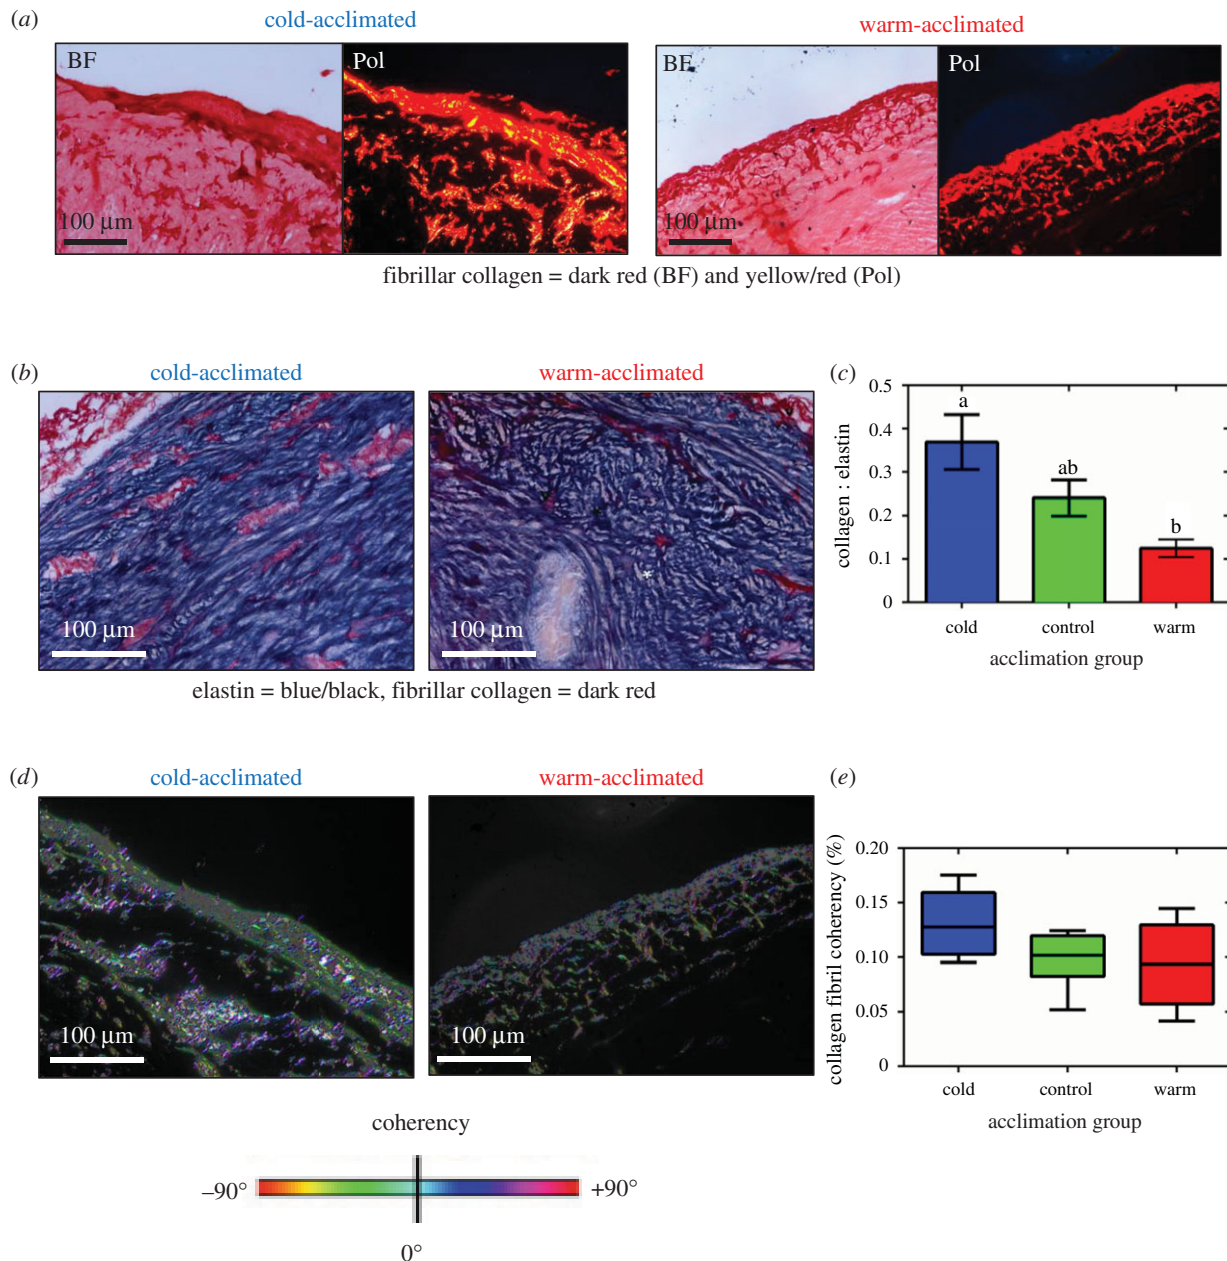 (a)
cold-acclimated
warm-acclimated
BF
Pol
BF
Pol
100 μm
100 μm
fibrillar collagen = dark red (BF) and yellow/red (Pol)
(b)
cold-acclimated
warm-acclimated
(c)
0.5
0.4
0.3
0.2
0.1
0
collagen : elastin
a
ab
b
cold
control
warm
acclimation group
100 μm
100 μm
*
elastin = blue/black, fibrillar collagen = dark red
(d)
cold-acclimated
warm-acclimated
(e)
0.20
0.15
0.10
0.05
0
collagen fibril coherency (%)
cold
control
warm
acclimation group
100 μm
100 μm
coherency
–90°
+90°
0°